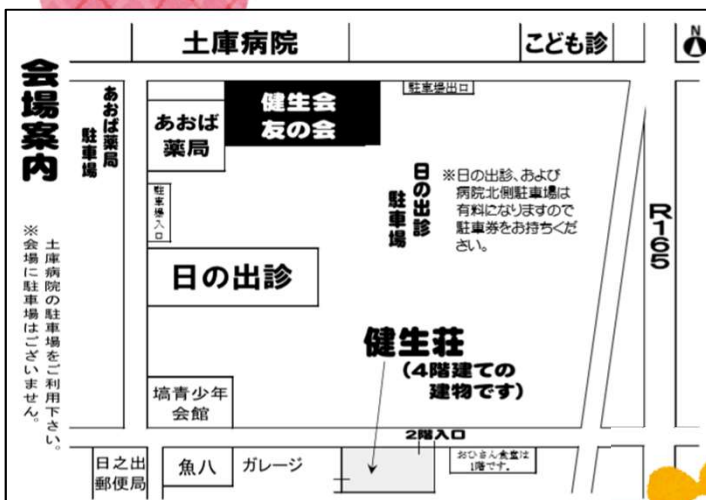 会場案内
※会場に駐車場はございません。
土庫病院の駐車場をご利用下さい。
土庫病院
こども診
N
あおば薬局
駐車場
あおば
薬局
健生会
友の会
駐車場出口
日の出診
駐車場
※日の出診、および
病院北側駐車場は
有料になりますので
駐車券をお持ちくだ
さい。
R165
駐車場入口
日の出診
健生荘
(4階建ての
建物です)
塙青少年
会館
2階入口
日之出
郵便局
魚八
ガレージ
おひさん食堂は
1階です。